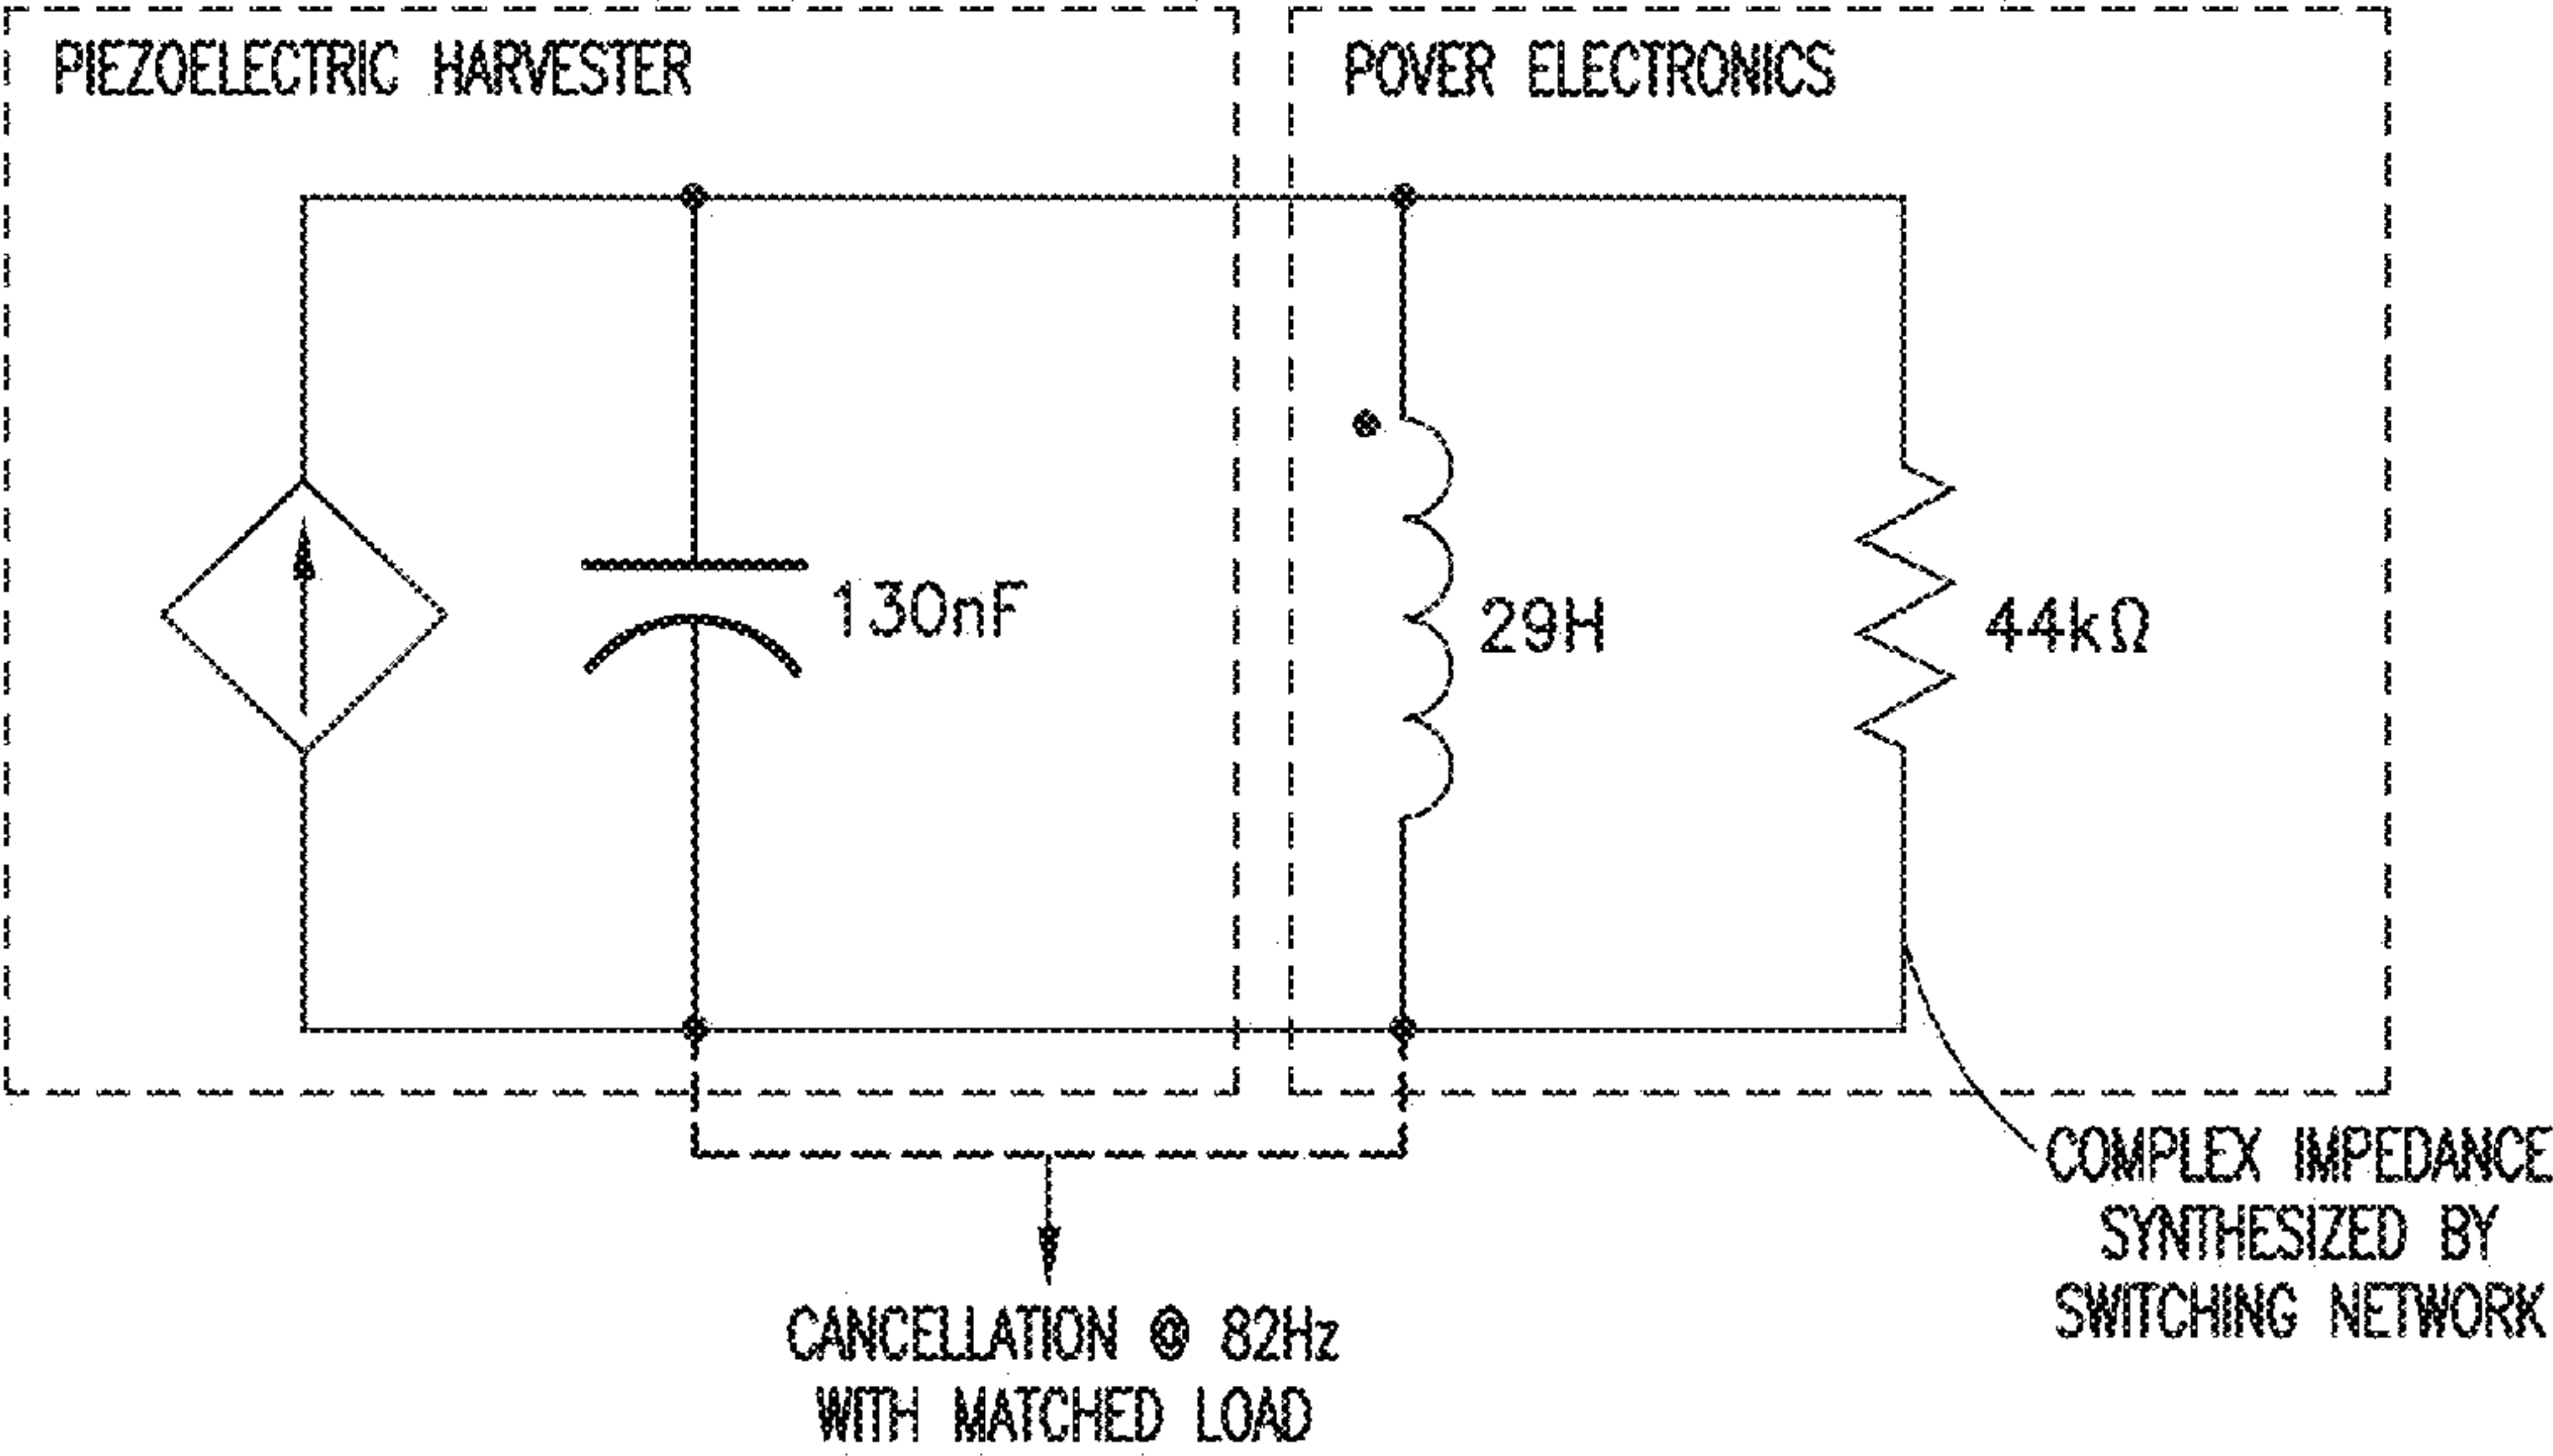 PIEZOELECTRIC HARVESTER
POVER ELECTRONICS
130nF
29H
44kΩ
COMPLEX IMPEDANCE
SYNTHESIZED BY
SWITCHING NETWORK
CANCELLATION @ 82Hz
WITH MATCHED LOAD